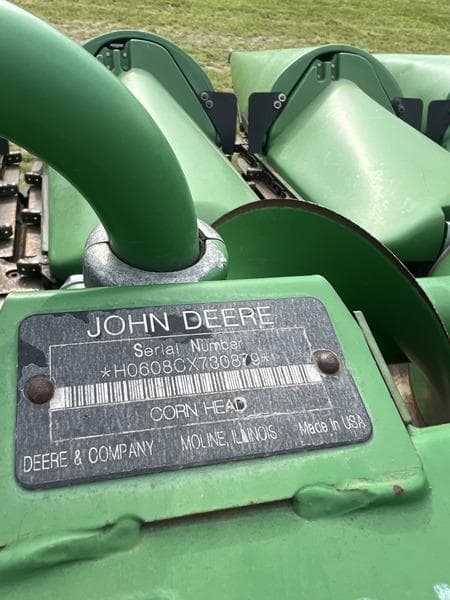 JOHN DEERE
Serial Number
*H0608CX730879*
CORN HEAD
DEERE & COMPANY MOLINE, ILLINOIS Made in USA